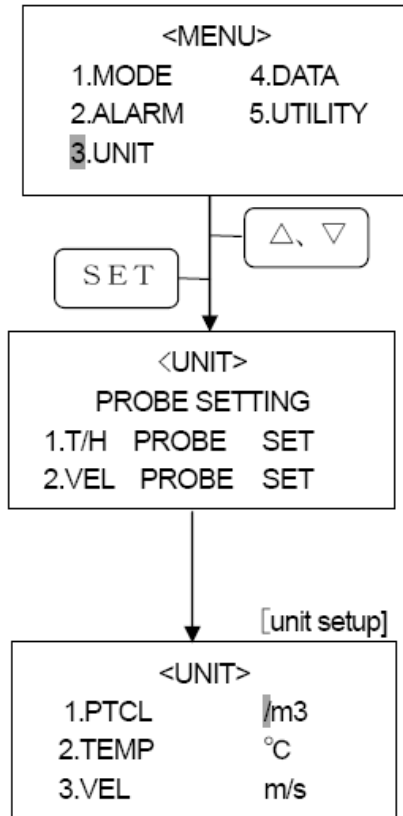 <MENU>
1.MODE 4.DATA
2.ALARM 5.UTILITY
3.UNIT
△、▽
SET
<UNIT>
PROBE SETTING
1.T/H PROBE SET
2.VEL PROBE SET
[unit setup]
<UNIT>
1.PTCL /m3
2.TEMP ℃
3.VEL m/s